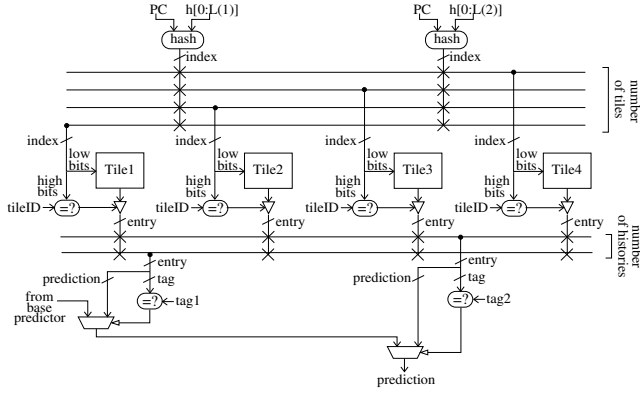 PC h[0:L(1)] PC h[0:L(2)]
hash hash
index index
number
of tiles
index index index index
low
bits
Tile1
low
bits
Tile2
low
bits
Tile3
low
bits
Tile4
high
bits
high
bits
high
bits
high
bits
tileID =? tileID =? tileID =? tileID =?
entry entry entry entry
number
of histories
entry entry
prediction tag prediction tag
from
base
predictor
=? tag1 =? tag2
prediction